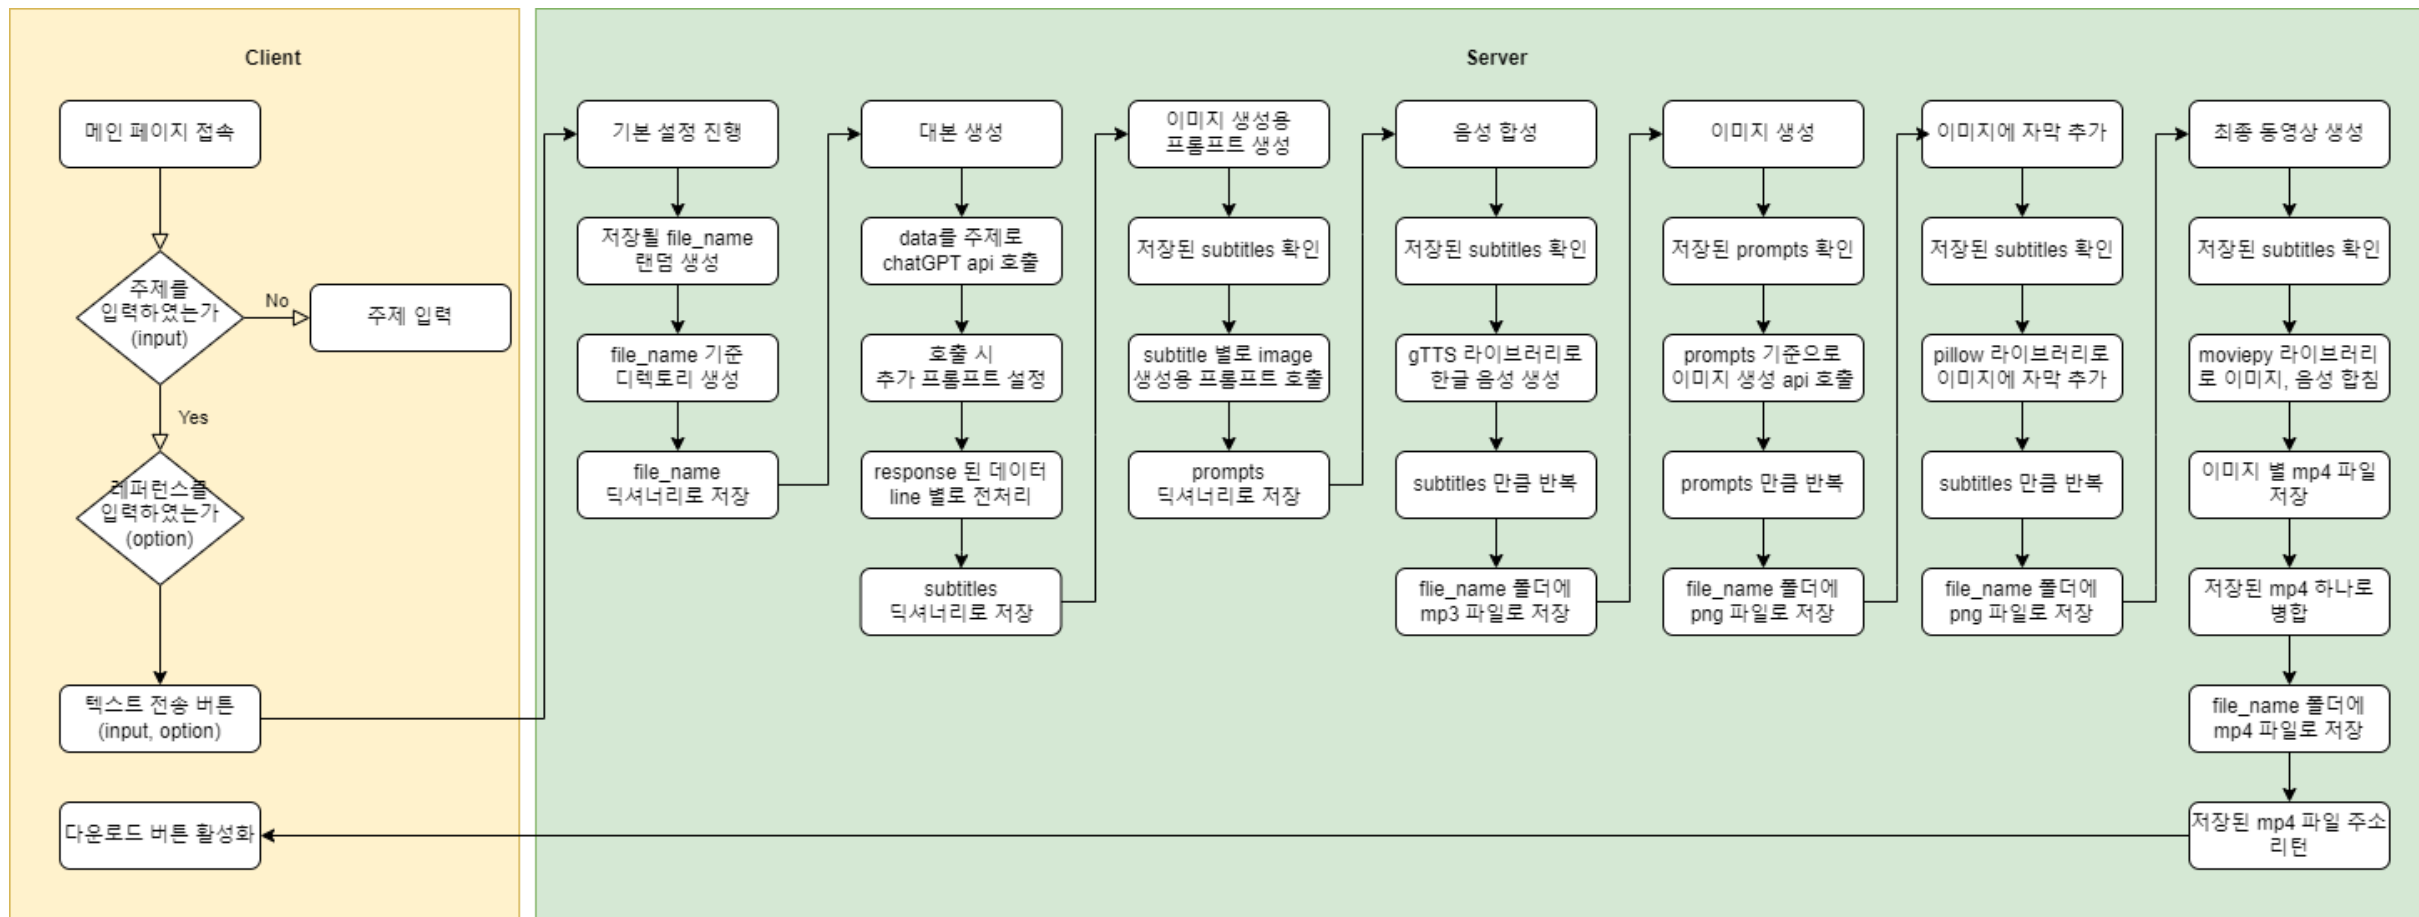 Client
메인 페이지 접속
주제를
입력하였는가
(input)
No
주제 입력
Yes
레퍼런스를
입력하였는가
(option)
텍스트 전송 버튼
(input, option)
다운로드 버튼 활성화
Server
기본 설정 진행
저장될 file_name
랜덤 생성
file_name 기준
디렉토리 생성
file_name
딕셔너리로 저장
대본 생성
data를 주제로
chatGPT api 호출
호출 시
추가 프롬프트 설정
response 된 데이터
line 별로 전처리
subtitles
딕셔너리로 저장
이미지 생성용
프롬프트 생성
저장된 subtitles 확인
subtitle 별로 image
생성용 프롬프트 호출
prompts
딕셔너리로 저장
음성 합성
저장된 subtitles 확인
gTTS 라이브러리로
한글 음성 생성
subtitles 만큼 반복
flie_name 폴더에
mp3 파일로 저장
이미지 생성
저장된 prompts 확인
prompts 기준으로
이미지 생성 api 호출
prompts 만큼 반복
file_name 폴더에
png 파일로 저장
이미지에 자막 추가
저장된 subtitles 확인
pillow 라이브러리로
이미지에 자막 추가
subtitles 만큼 반복
file_name 폴더에
png 파일로 저장
최종 동영상 생성
저장된 subtitles 확인
moviepy 라이브러리
로 이미지, 음성 합침
이미지 별 mp4 파일
저장
저장된 mp4 하나로
병합
file_name 폴더에
mp4 파일로 저장
저장된 mp4 파일 주소
리턴